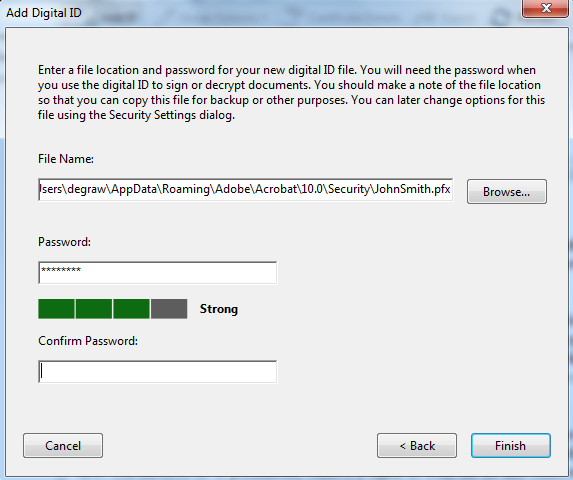 Add Digital ID
Enter a file location and password for your new digital ID file. You will need the password when
you use the digital ID to sign or decrypt documents. You should make a note of the file location
so that you can copy this file for backup or other purposes. You can later change options for this
file using the Security Settings dialog.
File Name:
Jsers\degraw\AppData\Roaming\Adobe\Acrobat\10.0\Security\JohnSmith.pfx
Browse...
Password:
********
Strong
Confirm Password:
Cancel
< Back
Finish